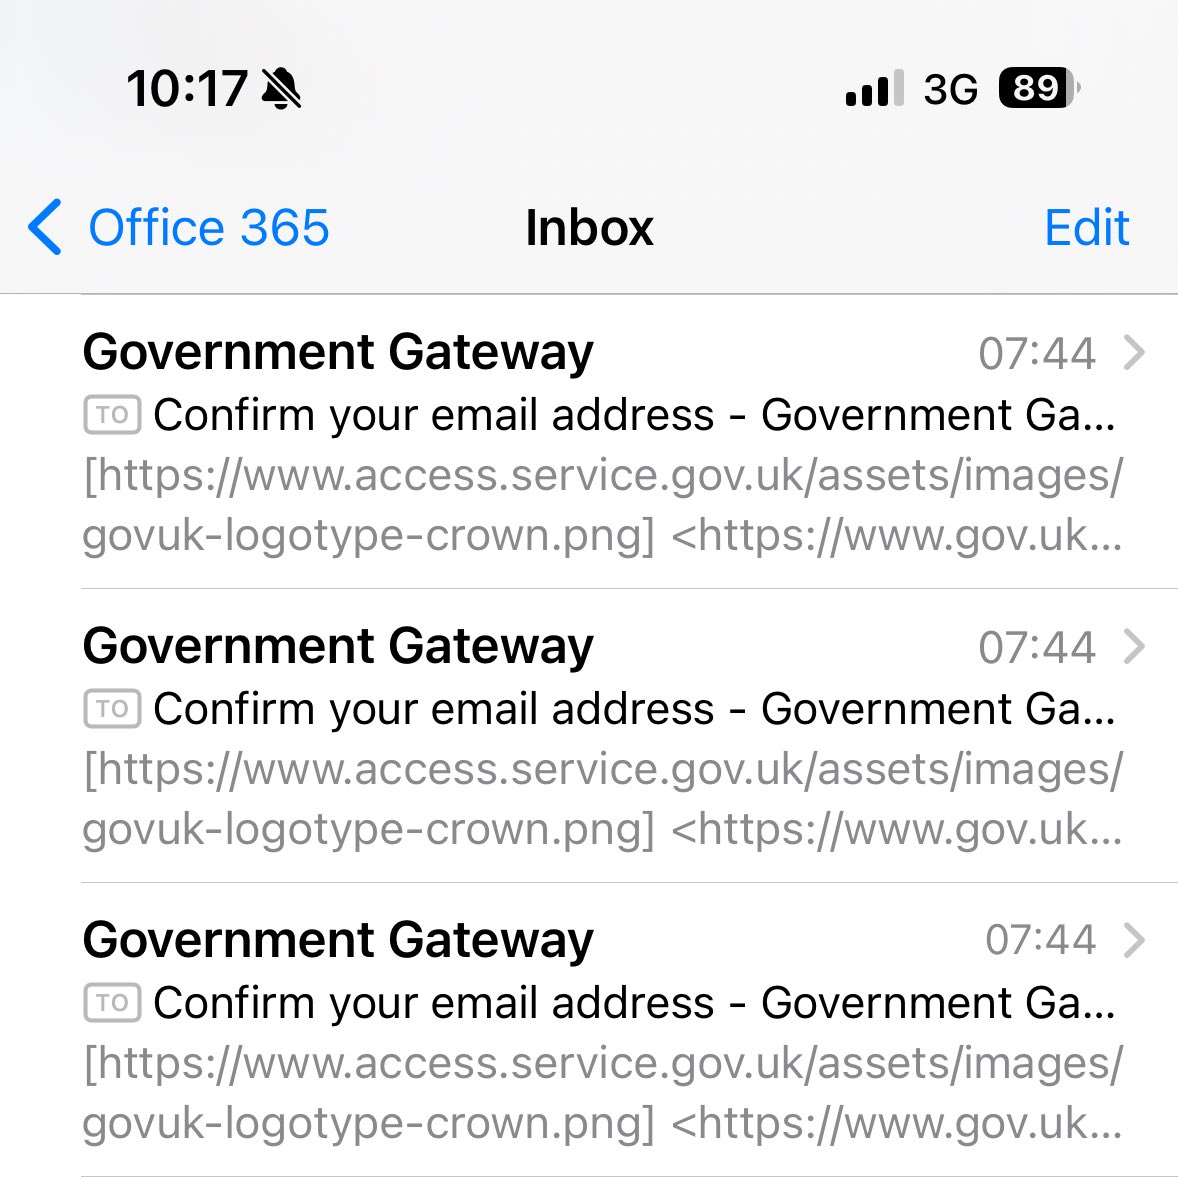 10:17 3G 89
Office 365 Inbox Edit
Government Gateway 07:44
TO Confirm your email address - Government Ga...
[https://www.access.service.gov.uk/assets/images/
govuk-logotype-crown.png] <https://www.gov.uk...
Government Gateway 07:44
TO Confirm your email address - Government Ga...
[https://www.access.service.gov.uk/assets/images/
govuk-logotype-crown.png] <https://www.gov.uk...
Government Gateway 07:44
TO Confirm your email address - Government Ga...
[https://www.access.service.gov.uk/assets/images/
govuk-logotype-crown.png] <https://www.gov.uk...